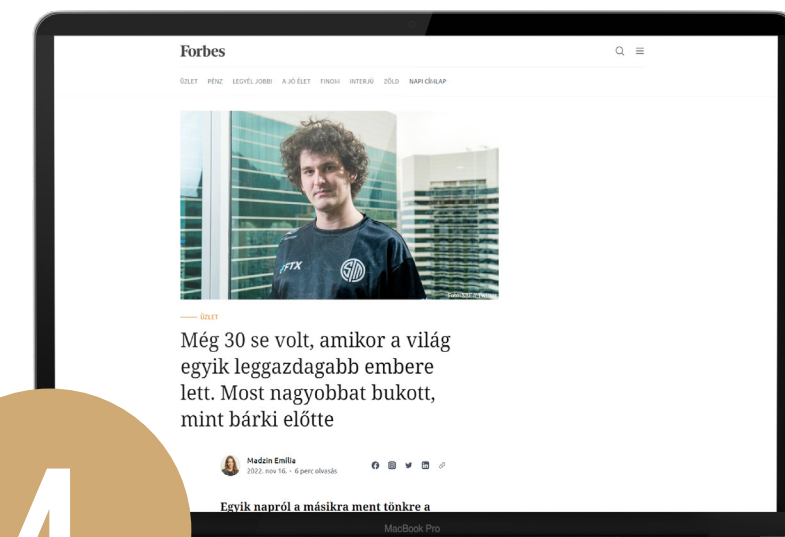 Forbes
ÜZLET PÉNZ LEGYÉL JOBB! A JÓ ÉLET FINOM INTERJÚ ZÖLD NAPI CÍMLAP
FTX
ÜZLET
Még 30 se volt, amikor a világ
egyik leggazdagabb embere
lett. Most nagyobbat bukott,
mint bárki előtte
Madzin Emília
2022. nov 16. • 6 perc olvasás
Egyik napról a másikra ment tönkre a
MacBook Pro
4